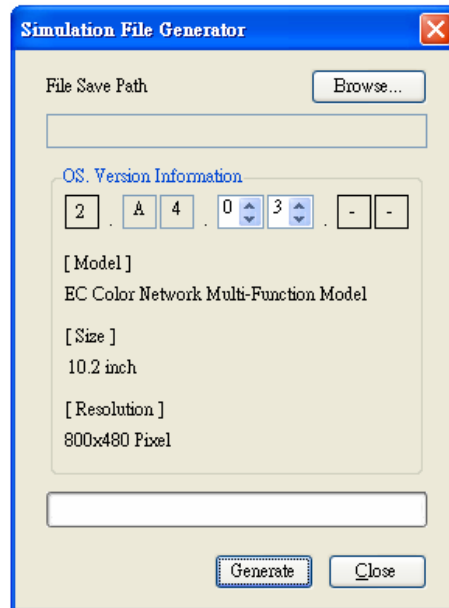 Simulation File Generator
File Save Path Browse...
OS. Version Information
2 . A 4 . 0 3 . - -
[ Model ]
EC Color Network Multi-Function Model
[ Size ]
10.2 inch
[ Resolution ]
800x480 Pixel
Generate Close